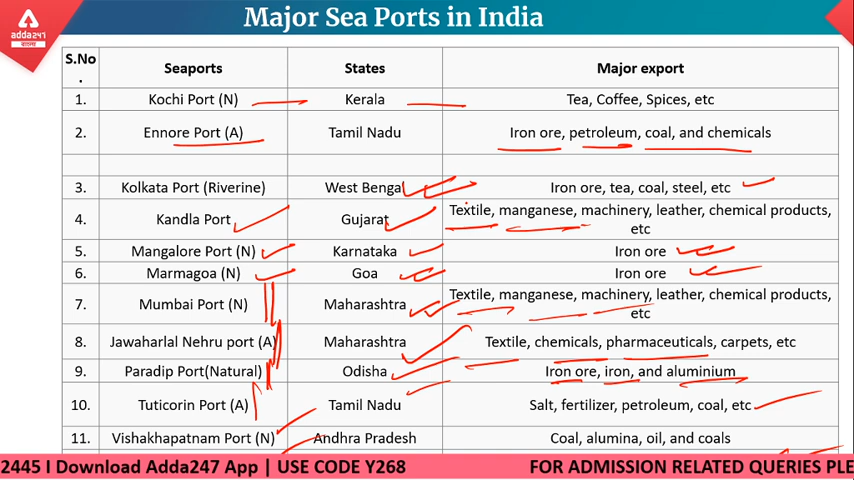 adda247
বাংলা
Major Sea Ports in India
S.No
.
Seaports
States
Major export
1. Kochi Port (N) Kerala Tea, Coffee, Spices, etc
2. Ennore Port (A) Tamil Nadu Iron ore, petroleum, coal, and chemicals
3. Kolkata Port (Riverine) West Bengal Iron ore, tea, coal, steel, etc
4. Kandla Port Gujarat Textile, manganese, machinery, leather, chemical products,
etc
5. Mangalore Port (N) Karnataka Iron ore
6. Marmagoa (N) Goa Iron ore
7. Mumbai Port (N) Maharashtra Textile, manganese, machinery, leather, chemical products,
etc
8. Jawaharlal Nehru port (A) Maharashtra Textile, chemicals, pharmaceuticals, carpets, etc
9. Paradip Port(Natural) Odisha Iron ore, iron, and aluminium
10. Tuticorin Port (A) Tamil Nadu Salt, fertilizer, petroleum, coal, etc
11. Vishakhapatnam Port (N) Andhra Pradesh Coal, alumina, oil, and coals
2445 I Download Adda247 App | USE CODE Y268 FOR ADMISSION RELATED QUERIES PLE